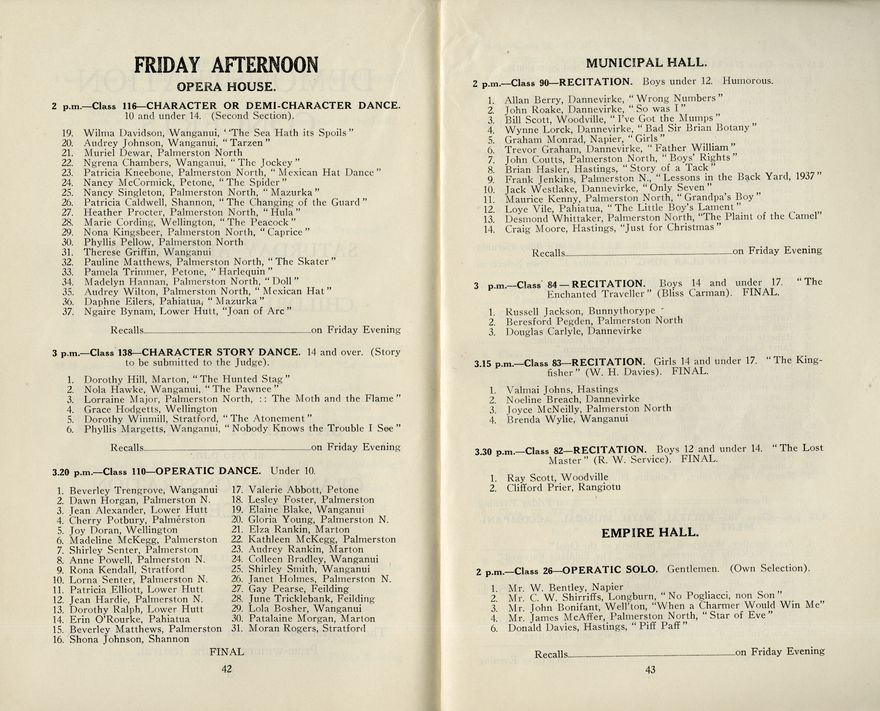 FRIDAY AFTERNOON
OPERA HOUSE.
2 p.m.—Class 116—CHARACTER OR DEMI-CHARACTER DANCE.
10 and under 14. (Second Section).
19. Wilma Davidson, Wanganui, ‘“The Sea Hath its Spoils”
20. Audrey Johnson, Wanganui, “Tarzen”
21. Muriel Dewar, Palmerston North
22. Ngrena Chambers, Wanganui, “The Jockey”
23. Patricia Kneebone, Palmerston North, “Mexican Hat Dance”
24. Nancy McCormick, Petone, “The Spider”
25. Nancy Singleton, Palmerston North, “Mazurka”
26. Patricia Caldwell, Shannon, “The Changing of the Guard”
27. Heather Procter, Palmerston North, “Hula”
28. Marie Cording, Wellington, “The Peacock”
29. Nona Kingsbeer, Palmerston North, “Caprice”
30. Phyllis Pellow, Palmerston North
31. Therese Griffin, Wanganui
32. Pauline Matthews, Palmerston North, “The Skater”
33. Pamela Trimmer, Petone, “Harlequin”
34. Madelyn Hannan, Palmerston North, “Doll”
35. Audrey Wilton, Palmerston North, “Mexican Hat”
36. Daphne Eilers, Pahiatua, “Mazurka”
37. Ngaire Bynam, Lower Hutt, “Joan of Arc”
Recalls on Friday Evening
3 p.m.—Class 138—CHARACTER STORY DANCE. 14 and over. (Story
to be submitted to the Judge).
1. Dorothy Hill, Marton, “The Hunted Stag”
2. Nola Hawke, Wanganui, “The Pawnee”
3. Lorraine Major, Palmerston North, :: The Moth and the Flame”
4. Grace Hodgetts, Wellington
5. Dorothy Winmill, Stratford, “The Atonement”
6. Phyllis Margetts, Wanganui, “Nobody Knows the Trouble I See”
Recalls on Friday Evening
3.20 p.m.—Class 110—OPERATIC DANCE. Under 10.
1. Beverley Trengrove, Wanganui
2. Dawn Horgan, Palmerston N.
3. Jean Alexander, Lower Hutt
4. Cherry Potbury, Palmerston
5. Joy Doran, Wellington
6. Madeline McKegg, Palmerston
7. Shirley Senter, Palmerston
8. Anne Powell, Palmerston N.
9. Rona Kendall, Stratford
10. Lorna Senter, Palmerston N.
11. Patricia Elliott, Lower Hutt
12. Jean Hardie, Palmerston N.
13. Dorothy Ralph, Lower Hutt
14. Erin O'Rourke, Pahiatua
15. Beverley Matthews, Palmerston
16. Shona Johnson, Shannon
17. Valerie Abbott, Petone
18. Lesley Foster, Palmerston
19. Elaine Blake, Wanganui
20. Gloria Young, Palmerston N.
21. Elza Rankin, Marton
22. Kathleen McKegg, Palmerston
23. Audrey Rankin, Marton
24. Colleen Bradley, Wanganui
25. Shirley Smith, Wanganui
26. Janet Holmes, Palmerston N.
27. Gay Pearse, Feilding
28. June Tricklebank, Feilding
29. Lola Bosher, Wanganui
30. Patalaine Morgan, Marton
31. Moran Rogers, Stratford
FINAL
42
MUNICIPAL HALL.
2 p.m.—Class 90—RECITATION. Boys under 12. Humorous.
1. Allan Berry, Dannevirke, “Wrong Numbers”
2. John Roake, Dannevirke, “So was I”
3. Bill Scott, Woodville, “I've Got the Mumps”
4. Wynne Lorck, Dannevirke, “Bad Sir Brian Botany”
5. Graham Monrad, Napier, “Girls”
6. Trevor Graham, Dannevirke, “Father William”
7. John Coutts, Palmerston North, “Boys' Rights”
8. Brian Hasler, Hastings, “Story of a Tack”
9. Frank Jenkins, Palmerston N., “Lessons in the Back Yard, 1937”
10. Jack Westlake, Dannevirke, “Only Seven”
11. Maurice Kenny, Palmerston North, “Grandpa's Boy”
12. Loye Vile, Pahiatua, “The Little Boy's Lament”
13. Desmond Whittaker, Palmerston North, “The Plaint of the Camel”
14. Craig Moore, Hastings, “Just for Christmas”
Recalls on Friday Evening
3 p.m.—Class 84—RECITATION. Boys 14 and under 17. “The
Enchanted Traveller” (Bliss Carman). FINAL.
1. Russell Jackson, Bunnythorype
2. Beresford Pegden, Palmerston North
3. Douglas Carlyle, Dannevirke
3.15 p.m.—Class 83—RECITATION. Girls 14 and under 17. “The King-
fisher” (W. H. Davies). FINAL.
1. Valmai Johns, Hastings
2. Noeline Breach, Dannevirke
3. Joyce McNeilly, Palmerston North
4. Brenda Wylie, Wanganui
3.30 p.m.—Class 82—RECITATION. Boys 12 and under 14. “The Lost
Master” (R. W. Service). FINAL.
1. Ray Scott, Woodville
2. Clifford Prier, Rangiotu
EMPIRE HALL.
2 p.m.—Class 26—OPERATIC SOLO. Gentlemen. (Own Selection).
1. Mr. W. Bentley, Napier
2. Mr. C. W. Shirriffs, Longburn, “No Pogliacci, non Son”
3. Mr. John Bonifant, Well'ton, “When a Charmer Would Win Me”
4. Mr. James McAffer, Palmerston North, “Star of Eve”
6. Donald Davies, Hastings, “Piff Paff”
Recalls on Friday Evening
43